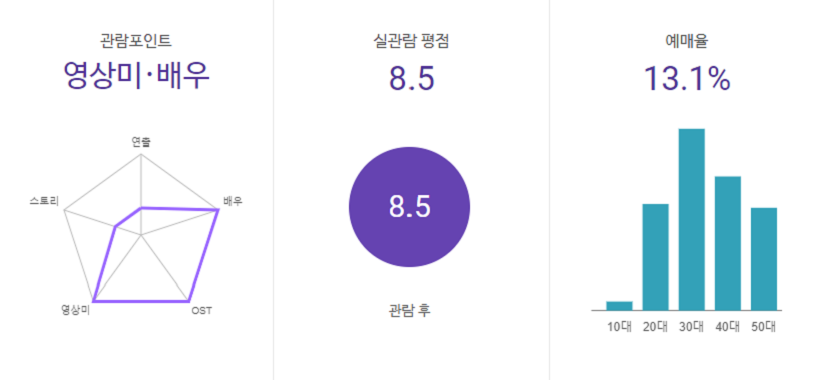 관람포인트
영상미·배우
연출
스토리
배우
영상미
OST
실관람 평점
8.5
8.5
관람 후
예매율
13.1%
10대 20대 30대 40대 50대